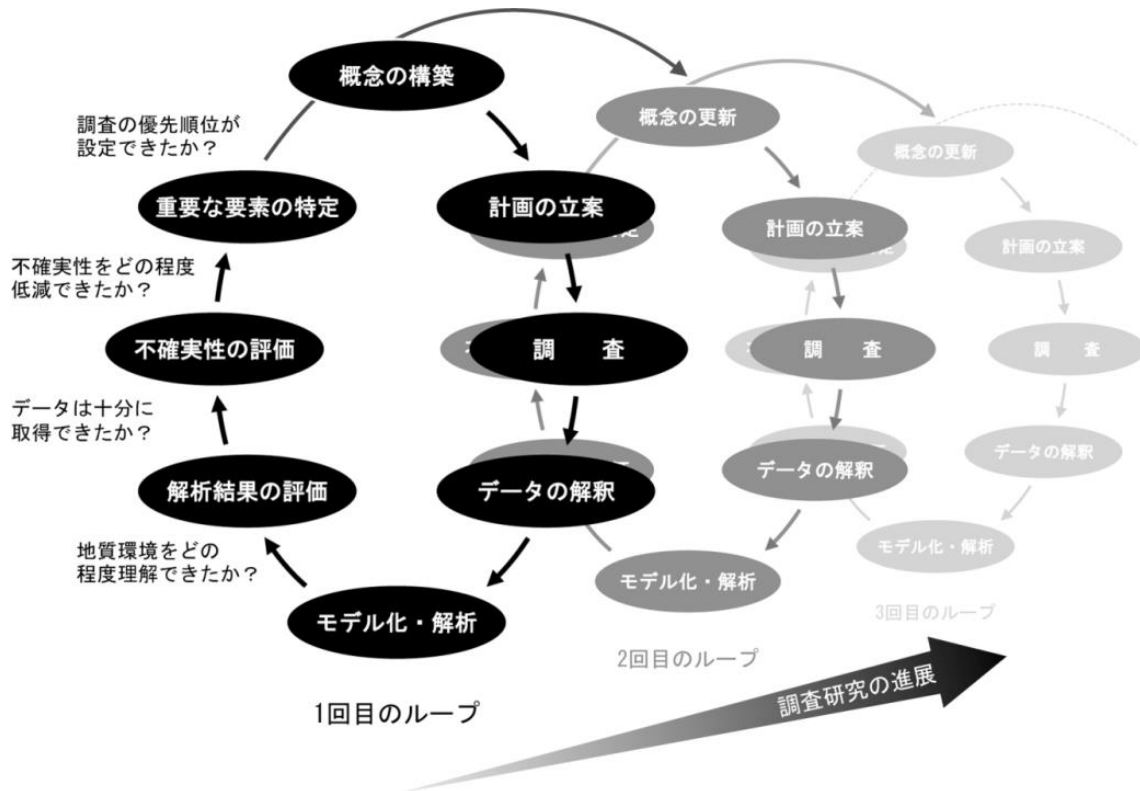 概念の構築
調査の優先順位が
設定できたか？
重要な要素の特定
計画の立案
不確実性をどの程度
低減できたか？
不確実性の評価
調　　査
データは十分に
取得できたか？
解析結果の評価
データの解釈
地質環境をどの
程度理解できたか？
モデル化・解析
1回目のループ
概念の更新
計画の立案
調　　査
データの解釈
モデル化・解析
2回目のループ
概念の更新
計画の立案
調　　査
データの解釈
モデル化・解析
3回目のループ
調査研究の進展